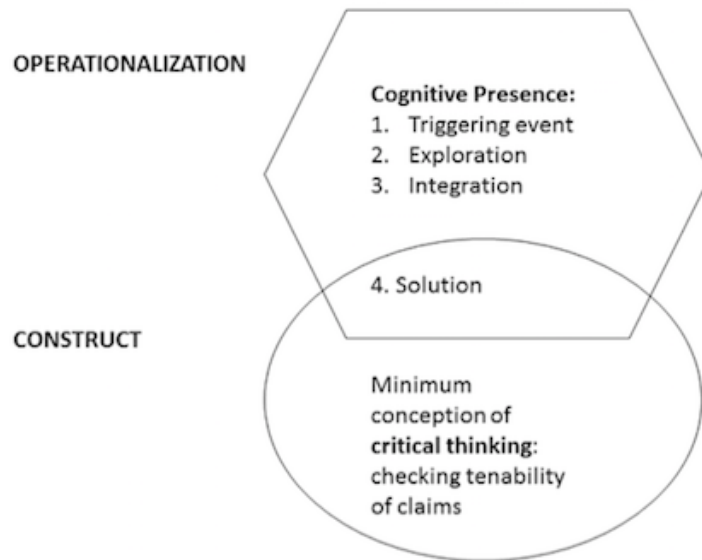 OPERATIONALIZATION
Cognitive Presence:
1. Triggering event
2. Exploration
3. Integration
4. Solution
CONSTRUCT
Minimum
conception of
critical thinking:
checking tenability
of claims